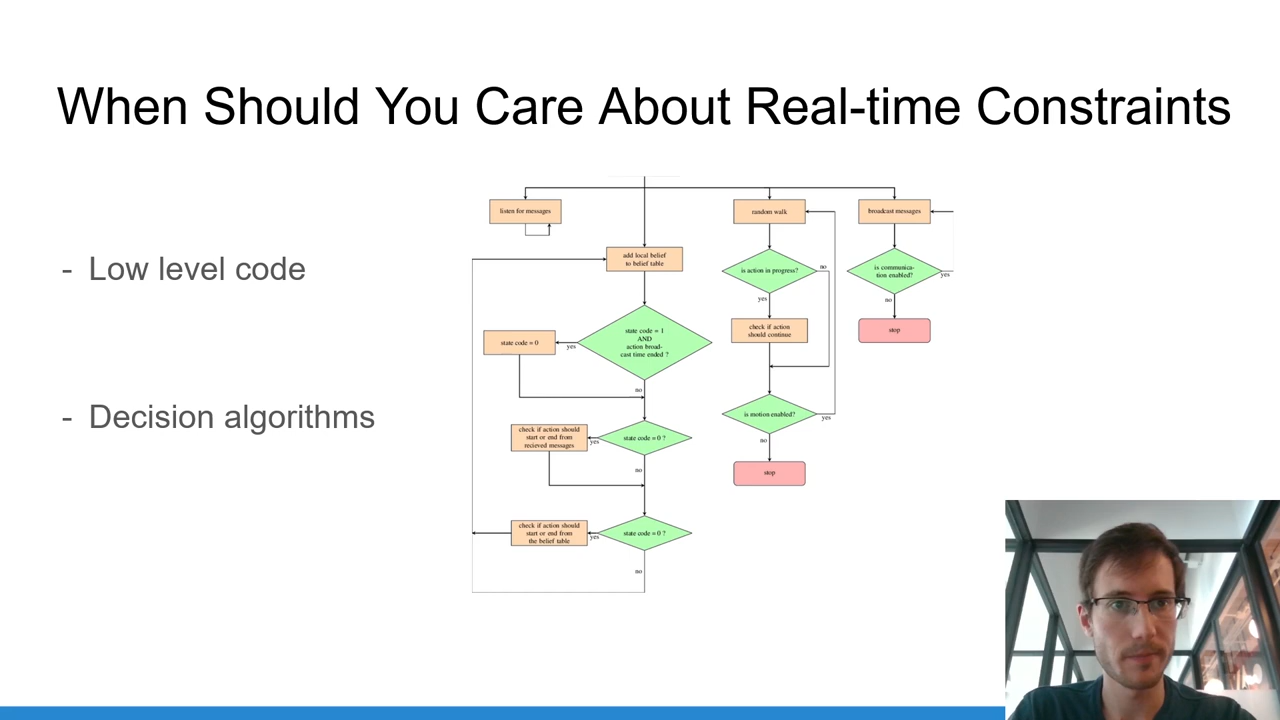 When Should You Care About Real-time Constraints
- Low level code
- Decision algorithms
listen for messages
add local belief
to belief table
state code = 1
AND
action broad-
cast time ended ?
yes
state code = 0
no
state code = 0 ?
yes
check if action should
start or end from
recieved messages
no
state code = 0 ?
yes
check if action should
start or end from
the belief table
no
random walk
is action in progress?
no
yes
check if action
should continue
is motion enabled?
yes
no
stop
broadcast messages
is communica-
tion enabled?
yes
no
stop